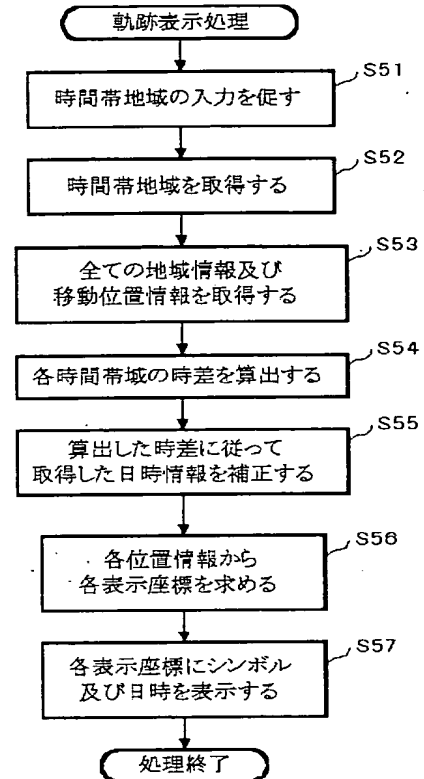 軌跡表示処理
S51
時間帯地域の入力を促す
S52
時間帯地域を取得する
S53
全ての地域情報及び
移動位置情報を取得する
S54
各時間帯域の時差を算出する
S55
算出した時差に従って
取得した日時情報を補正する
S56
各位置情報から
各表示座標を求める
S57
各表示座標にシンボル
及び日時を表示する
処理終了